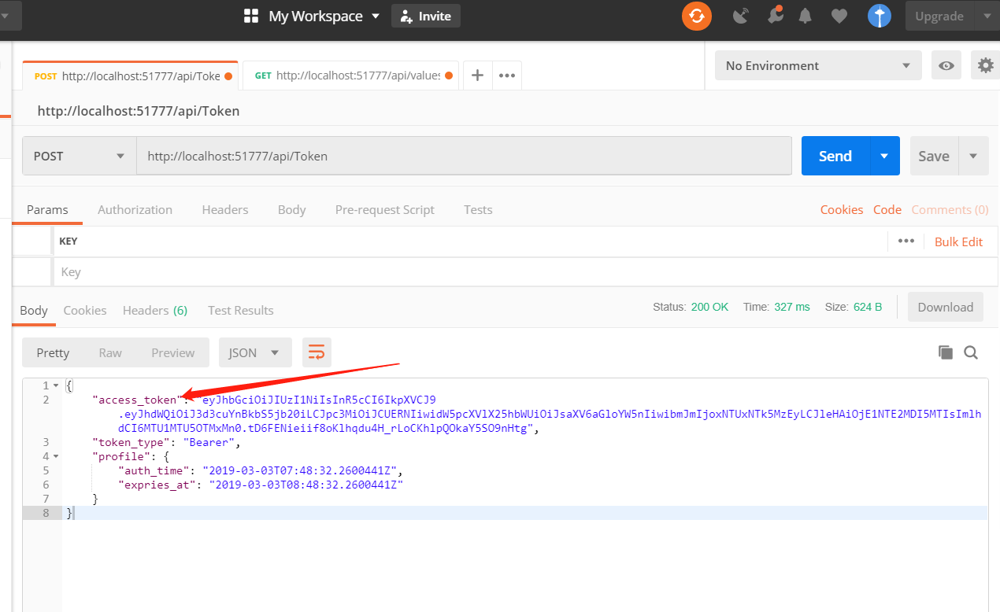 My Workspace Invite Upgrade
POST http://localhost:51777/api/Toke GET http://localhost:51777/api/values No Environment
http://localhost:51777/api/Token
POST http://localhost:51777/api/Token Send Save
Params Authorization Headers Body Pre-request Script Tests Cookies Code Comments (0)
KEY Bulk Edit
Key
Body Cookies Headers (6) Test Results Status: 200 OK Time: 327 ms Size: 624 B Download
Pretty Raw Preview JSON
1 {
2 "access_token": "eyJhbGciOiJIUzI1NiIsInR5cCI6IkpXVCJ9
.eyJhdWQiOiJ3d3cuYnBkbS5jb20iLCJpc3MiOiJCUERNIiwidW5pcXVlX25hbWUiOiJsaXV6aGloYW5nIiwibmJmIjoxNTUxNTk5MzEyLCJleHAiOjE1NTE2MDI5MTIsImlh
dCI6MTU1MTU5OTMxMn0.tD6FENieiif8oKlhqdu4H_rLoCKhlpQOkaY5SO9nHtg",
3 "token_type": "Bearer",
4 "profile": {
5 "auth_time": "2019-03-03T07:48:32.2600441Z",
6 "expries_at": "2019-03-03T08:48:32.2600441Z"
7 }
8 }